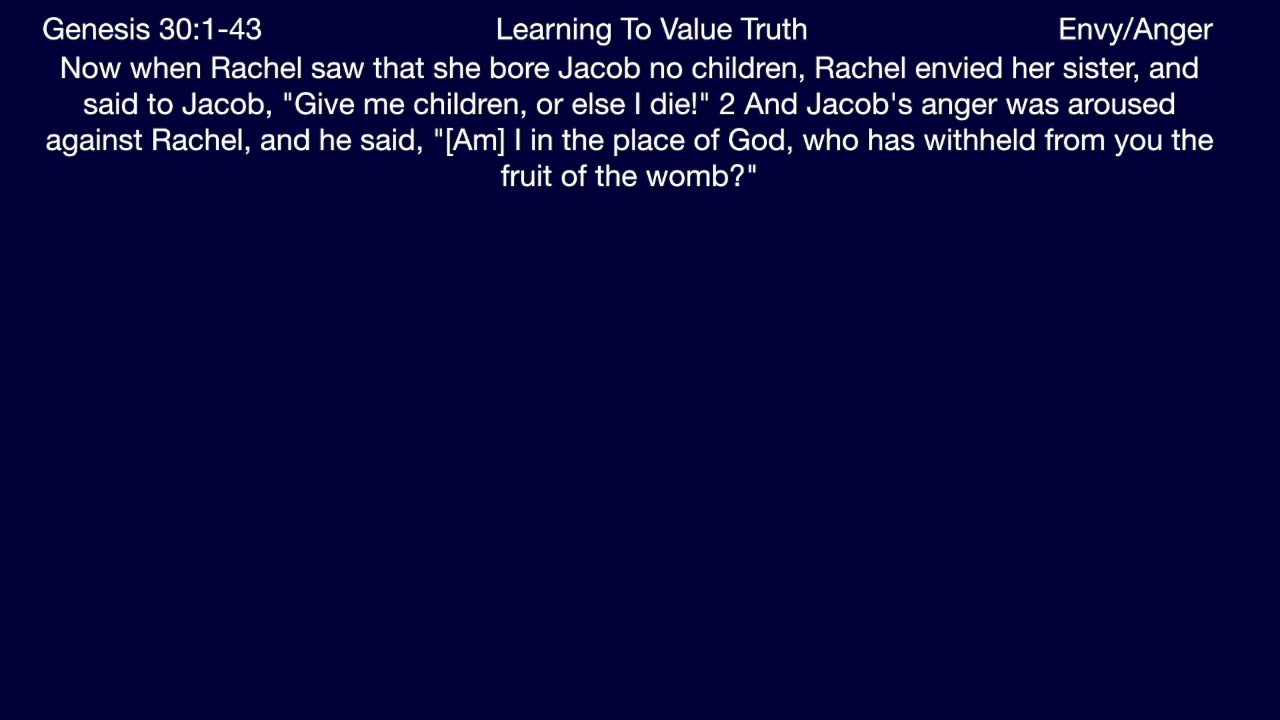 Genesis 30:1-43 Learning To Value Truth Envy/Anger
Now when Rachel saw that she bore Jacob no children, Rachel envied her sister, and
said to Jacob, "Give me children, or else I die!" 2 And Jacob's anger was aroused
against Rachel, and he said, "[Am] I in the place of God, who has withheld from you the
fruit of the womb?"